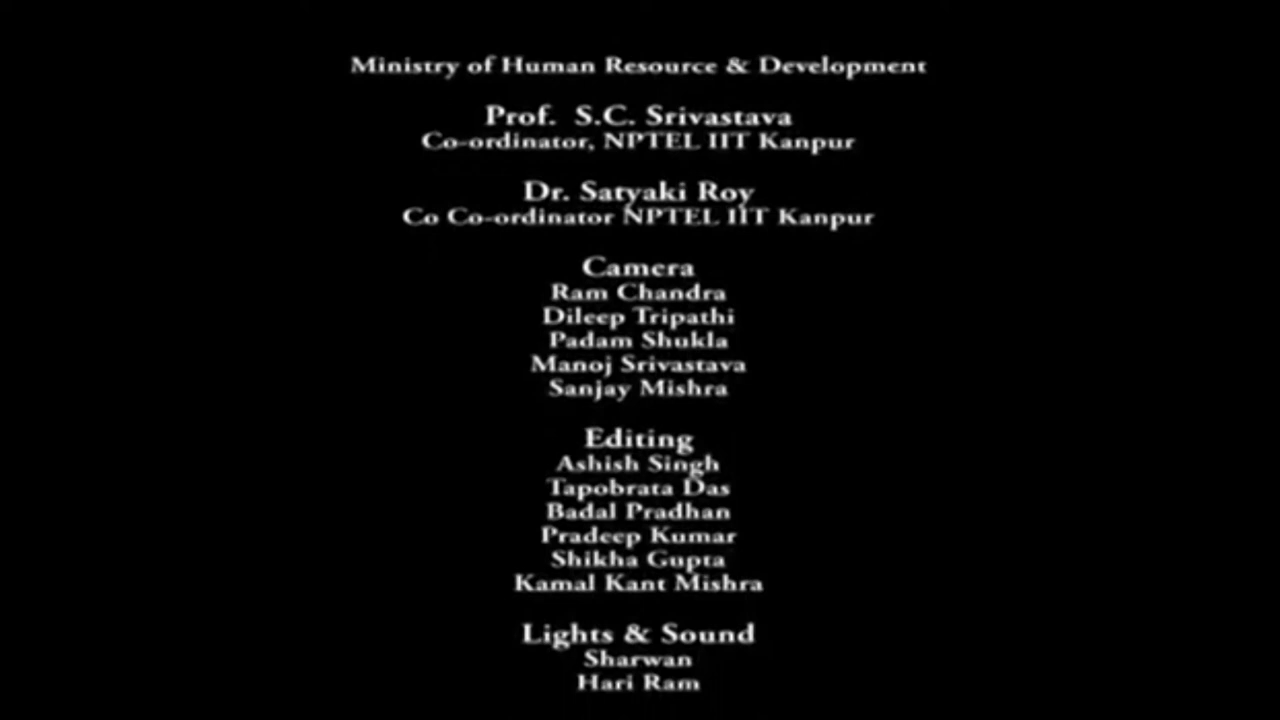 Ministry of Human Resource & Development
Prof. S.C. Srivastava
Co-ordinator, NPTEL IIT Kanpur
Dr. Satyaki Roy
Co Co-ordinator NPTEL IIT Kanpur
Camera
Ram Chandra
Dileep Tripathi
Padam Shukla
Manoj Srivastava
Sanjay Mishra
Editing
Ashish Singh
Tapobrata Das
Badal Pradhan
Pradeep Kumar
Shikha Gupta
Kamal Kant Mishra
Lights & Sound
Sharwan
Hari Ram